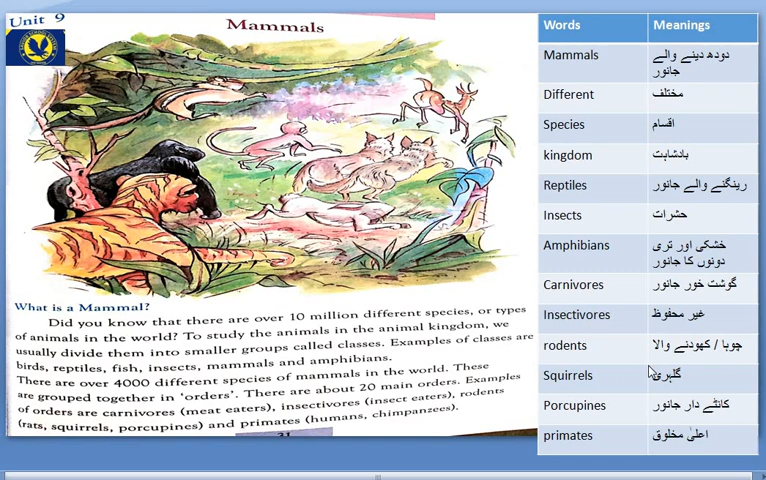 Unit 9
Mammals
What is a Mammal?
Did you know that there are over 10 million different species, or types
of animals in the world? To study the animals in the animal kingdom, we
usually divide them into smaller groups called classes. Examples of classes are
birds, reptiles, fish, insects, mammals and amphibians.
There are over 4000 different species of mammals in the world. These
are grouped together in 'orders'. There are about 20 main orders. Examples
of orders are carnivores (meat eaters), insectivores (insect eaters), rodents
(rats, squirrels, porcupines) and primates (humans, chimpanzees).
31
Words Meanings
Mammals دودھ دینے والے
جانور
Different مختلف
Species اقسام
kingdom بادشاہت
Reptiles رینگنے والے جانور
Insects حشرات
Amphibians خشکی اور تری
دونوں کا جانور
Carnivores گوشت خور جانور
Insectivores غیر محفوظ
rodents چوہا / کھودنے والا
Squirrels گلہری
Porcupines کانٹے دار جانور
primates اعلیٰ مخلوق